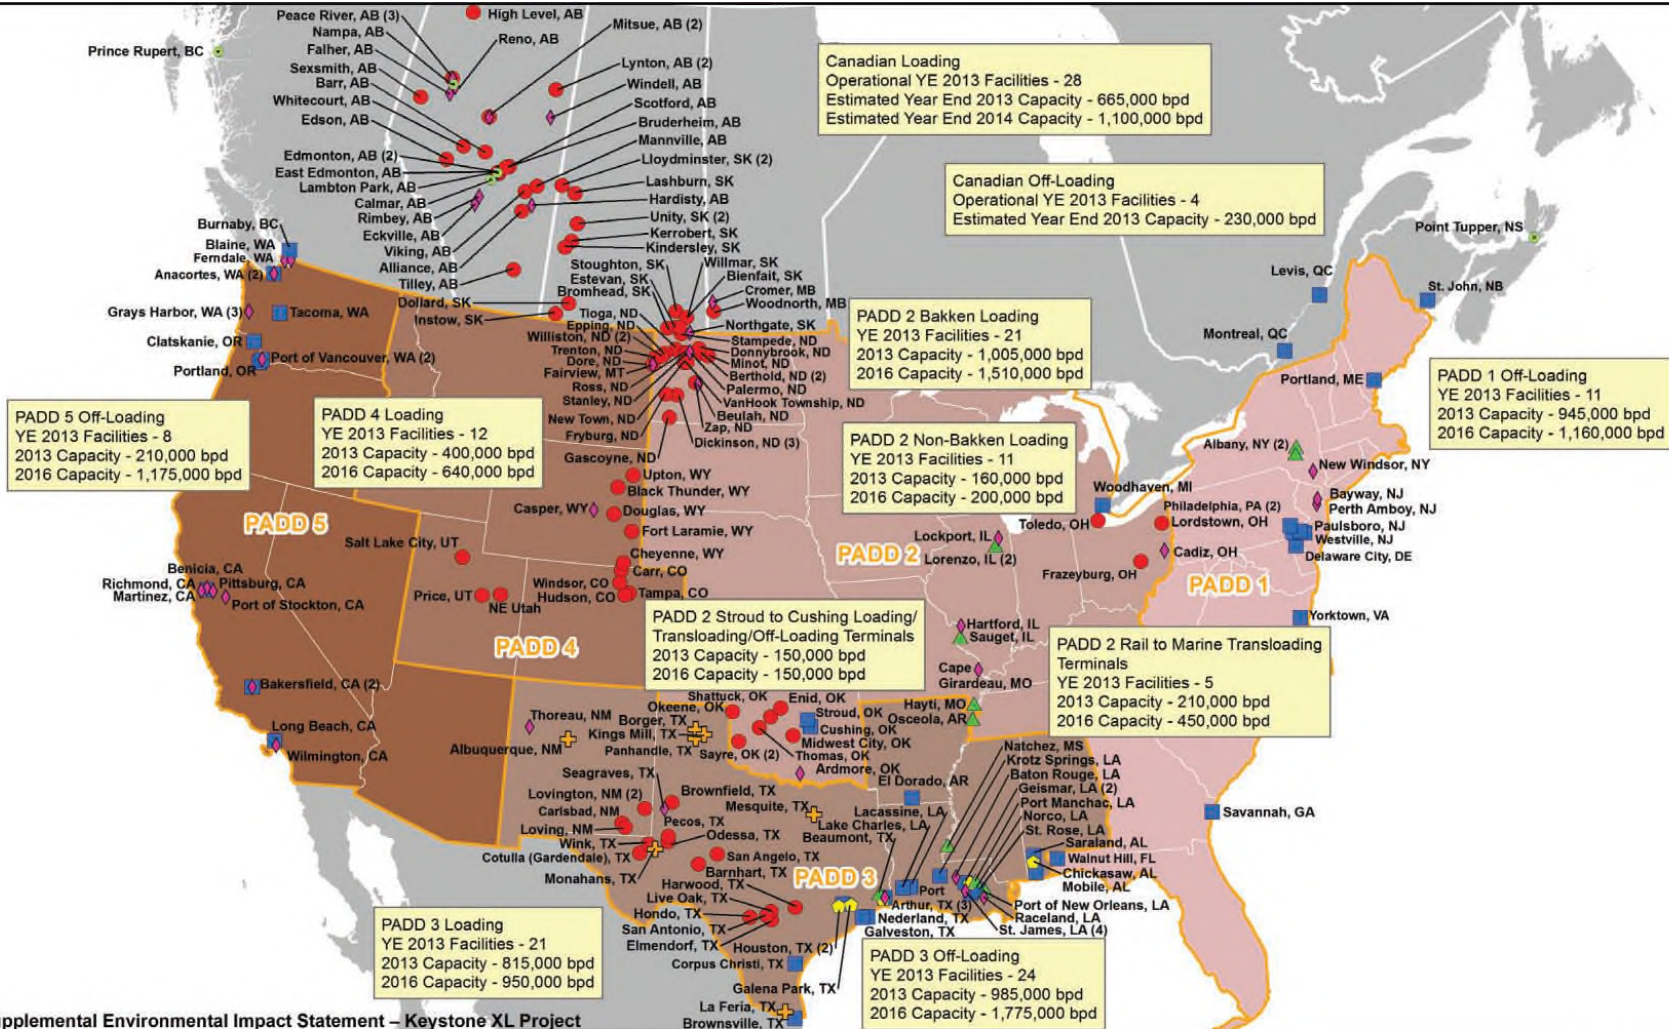 Peace River, AB (3)
Nampa, AB
Falher, AB
Sexsmith, AB
Barr, AB
Whitecourt, AB
Edson, AB
High Level, AB
Reno, AB
Mitsue, AB (2)
Prince Rupert, BC
Lynton, AB (2)
Windell, AB
Scotford, AB
Bruderheim, AB
Mannville, AB
Lloydminster, SK (2)
Lashburn, SK
Hardisty, AB
Unity, SK (2)
Kerrobert, SK
Kindersley, SK
Edmonton, AB (2)
East Edmonton, AB
Lambton Park, AB
Calmar, AB
Rimbey, AB
Eckville, AB
Viking, AB
Alliance, AB
Tilley, AB
Dollard, SK
Instow, SK
Canadian Loading
Operational YE 2013 Facilities - 28
Estimated Year End 2013 Capacity - 665,000 bpd
Estimated Year End 2014 Capacity - 1,100,000 bpd
Canadian Off-Loading
Operational YE 2013 Facilities - 4
Estimated Year End 2013 Capacity - 230,000 bpd
Point Tupper, NS
Levis, QC
St. John, NB
Montreal, QC
Portland, ME
Burnaby, BC
Blaine, WA
Ferndale, WA
Anacortes, WA (2)
Grays Harbor, WA (3)
Tacoma, WA
Clatskanie, OR
Port of Vancouver, WA (2)
Portland, OR
Stoughton, SK
Estevan, SK
Bromhead, SK
Tioga, ND
Epping, ND
Williston, ND (2)
Trenton, ND
Dore, ND
Fairview, MT
Ross, ND
Stanley, ND
New Town, ND
Fryburg, ND
Gascoyne, ND
Willmar, SK
Bienfait, SK
Cromer, MB
Woodnorth, MB
Northgate, SK
Stampede, ND
Donnybrook, ND
Minot, ND
Berthold, ND (2)
Palermo, ND
VanHook Township, ND
Beulah, ND
Zap, ND
Dickinson, ND (3)
PADD 2 Bakken Loading
YE 2013 Facilities - 21
2013 Capacity - 1,005,000 bpd
2016 Capacity - 1,510,000 bpd
PADD 1 Off-Loading
YE 2013 Facilities - 11
2013 Capacity - 945,000 bpd
2016 Capacity - 1,160,000 bpd
PADD 5 Off-Loading
YE 2013 Facilities - 8
2013 Capacity - 210,000 bpd
2016 Capacity - 1,175,000 bpd
PADD 4 Loading
YE 2013 Facilities - 12
2013 Capacity - 400,000 bpd
2016 Capacity - 640,000 bpd
PADD 2 Non-Bakken Loading
YE 2013 Facilities - 11
2013 Capacity - 160,000 bpd
2016 Capacity - 200,000 bpd
Albany, NY (2)
New Windsor, NY
Bayway, NJ
Perth Amboy, NJ
Woodhaven, MI
Philadelphia, PA (2)
Toledo, OH
Lordstown, OH
Paulsboro, NJ
Westville, NJ
Delaware City, DE
Cadiz, OH
Frazeyburg, OH
Yorktown, VA
Upton, WY
Black Thunder, WY
Casper, WY
Douglas, WY
Fort Laramie, WY
Cheyenne, WY
Carr, CO
Windsor, CO
Hudson, CO
Tampa, CO
PADD 5
PADD 2
PADD 1
PADD 4
Lockport, IL
Lorenzo, IL (2)
Salt Lake City, UT
Price, UT
NE Utah
Benicia, CA
Richmond, CA
Pittsburg, CA
Martinez, CA
Port of Stockton, CA
Bakersfield, CA (2)
Long Beach, CA
Wilmington, CA
PADD 2 Stroud to Cushing Loading/
Transloading/Off-Loading Terminals
2013 Capacity - 150,000 bpd
2016 Capacity - 150,000 bpd
Hartford, IL
Sauget, IL
Cape
Girardeau, MO
Hayti, MO
Osceola, AR
PADD 2 Rail to Marine Transloading
Terminals
YE 2013 Facilities - 5
2013 Capacity - 210,000 bpd
2016 Capacity - 450,000 bpd
Shattuck, OK
Okeene, OK
Enid, OK
Stroud, OK
Cushing, OK
Midwest City, OK
Thomas, OK
Sayre, OK (2)
Ardmore, OK
Borger, TX
Kings Mill, TX
Panhandle, TX
Thoreau, NM
Albuquerque, NM
Seagraves, TX
Lovington, NM (2)
Carlsbad, NM
Loving, NM
Wink, TX
Cotulla (Gardendale), TX
Monahans, TX
Brownfield, TX
Mesquite, TX
Pecos, TX
Odessa, TX
San Angelo, TX
Barnhart, TX
Harwood, TX
Live Oak, TX
Hondo, TX
San Antonio, TX
Elmendorf, TX
Houston, TX (2)
Corpus Christi, TX
Galena Park, TX
La Feria, TX
Brownsville, TX
PADD 3
El Dorado, AR
Lacassine, LA
Lake Charles, LA
Beaumont, TX
Natchez, MS
Krotz Springs, LA
Baton Rouge, LA
Geismar, LA (2)
Port Manchac, LA
Norco, LA
St. Rose, LA
Saraland, AL
Walnut Hill, FL
Chickasaw, AL
Mobile, AL
Savannah, GA
Port
Arthur, TX (3)
Nederland, TX
Galveston, TX
Port of New Orleans, LA
Raceland, LA
St. James, LA (4)
PADD 3 Loading
YE 2013 Facilities - 21
2013 Capacity - 815,000 bpd
2016 Capacity - 950,000 bpd
PADD 3 Off-Loading
YE 2013 Facilities - 24
2013 Capacity - 985,000 bpd
2016 Capacity - 1,775,000 bpd
pplemental Environmental Impact Statement – Keystone XL Project